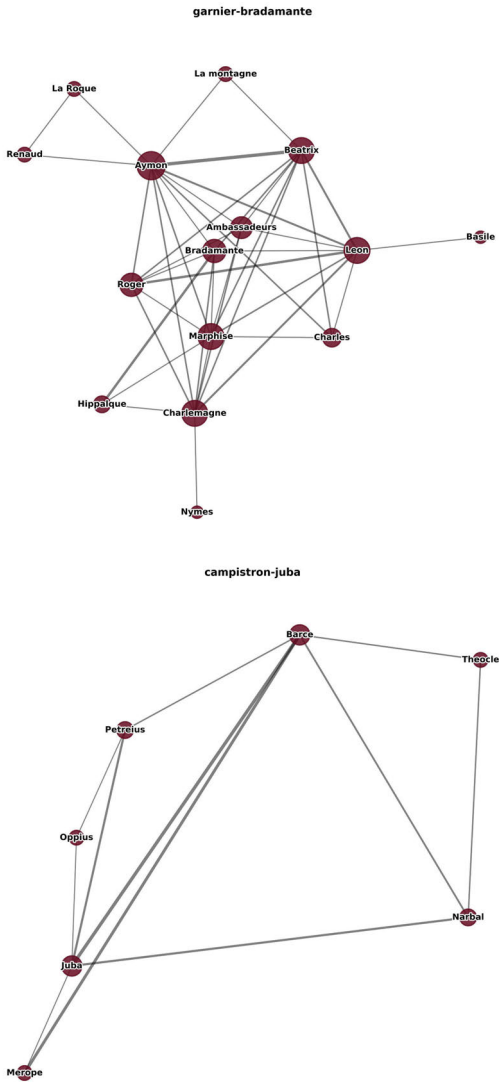 garnier-bradamante
La montagne
La Roque
Renaud
Aymon
Beatrix
Ambassadeurs
Basile
Bradamante
Leon
Roger
Marphise
Charles
Hippalque
Charlemagne
Nymes
campistron-juba
Barce
Theocle
Petreius
Oppius
Narbal
Juba
Merope